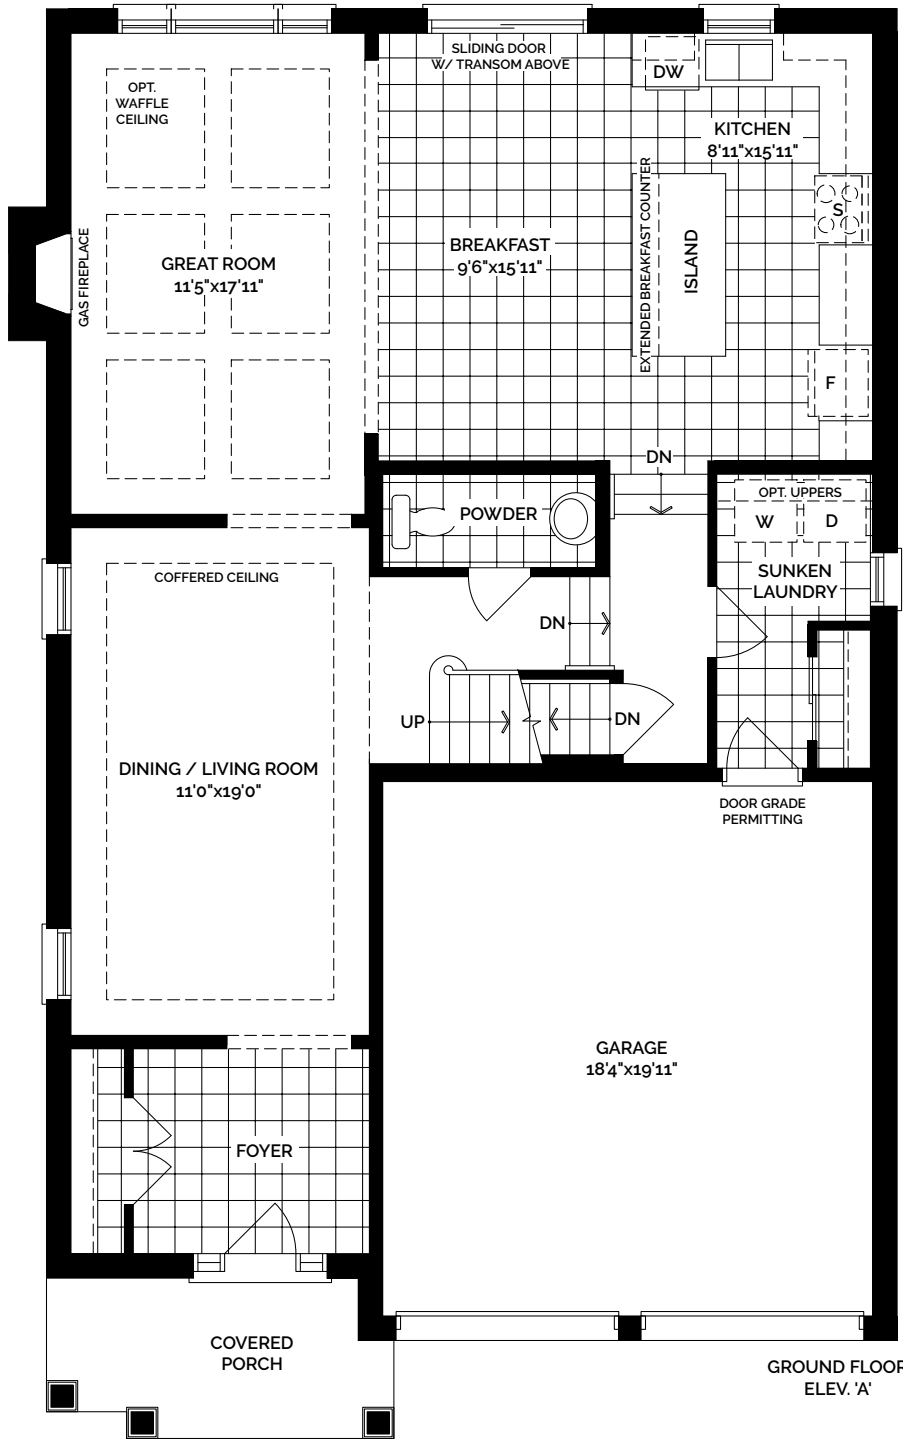 SLIDING DOOR
W/ TRANSOM ABOVE
DW
OPT.
WAFFLE
CEILING
KITCHEN
8'11"x15'11"
S
GAS FIREPLACE
GREAT ROOM
11'5"x17'11"
BREAKFAST
9'6"x15'11"
EXTENDED BREAKFAST COUNTER
ISLAND
F
DN
POWDER
OPT. UPPERS
W
D
COFFERED CEILING
SUNKEN
LAUNDRY
DN
UP
DN
DINING / LIVING ROOM
11'0"x19'0"
DOOR GRADE
PERMITTING
GARAGE
18'4"x19'11"
FOYER
COVERED
PORCH
GROUND FLOOR
ELEV. 'A'